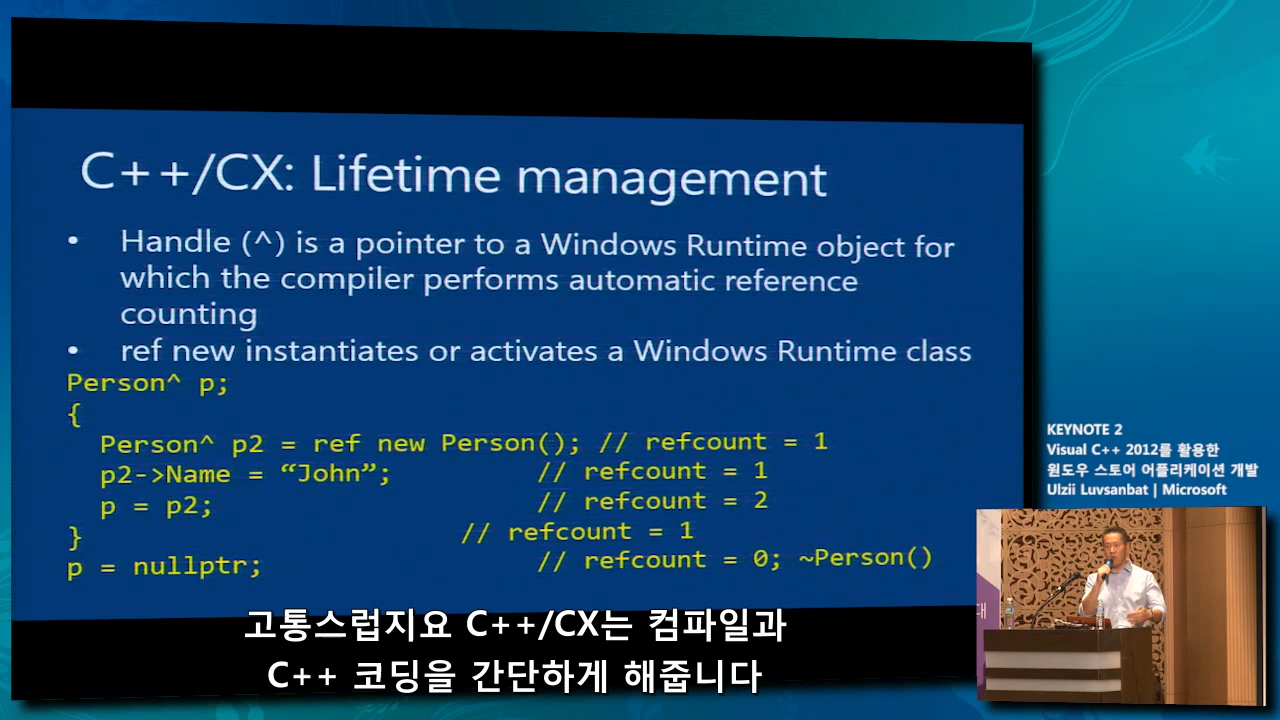 C++/CX: Lifetime management
• Handle (^) is a pointer to a Windows Runtime object for
which the compiler performs automatic reference
counting
• ref new instantiates or activates a Windows Runtime class
Person^ p;
{
Person^ p2 = ref new Person(); // refcount = 1
p2->Name = “John”; // refcount = 1
p = p2; // refcount = 2
} // refcount = 1
p = nullptr; // refcount = 0; ~Person()
고통스럽지요 C++/CX는 컴파일과
C++ 코딩을 간단하게 해줍니다
KEYNOTE 2
Visual C++ 2012를 활용한
윈도우 스토어 어플리케이션 개발
Ulzii Luvsanbat | Microsoft
대